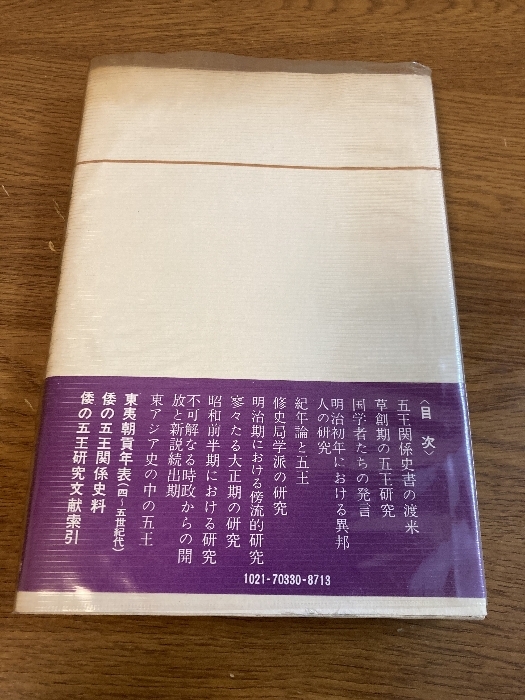 〈目次〉
五王関係史書の渡来
草創期の五王研究
国学者たちの発言
明治初年における異邦
人の研究
紀年論と五王
修史局学派の研究
明治期における傍流的研究
寥々たる大正期の研究
昭和前半期における研究
不可解なる時政からの開
放と新説続出期
東アジア史の中の五王
東夷朝貢年表(四~五世紀代)
倭の五王関係史料
倭の五王研究文献索引
1021-70330-8713